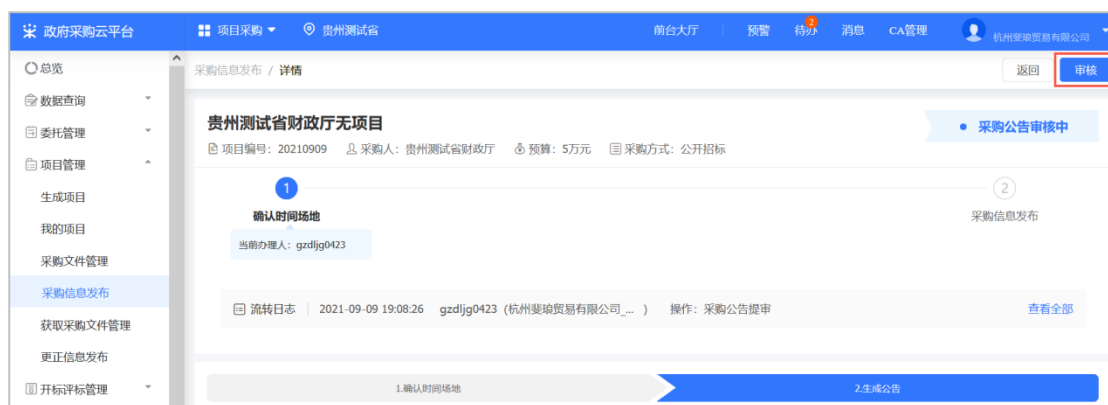 政府采购云平台
项目采购
贵州测试省
前台大厅
预警
待办
2
消息
CA管理
杭州斐琅贸易有限公司
总览
数据查询
委托管理
项目管理
生成项目
我的项目
采购文件管理
采购信息发布
获取采购文件管理
更正信息发布
开标评标管理
采购信息发布 / 详情
返回
审核
贵州测试省财政厅无项目
采购公告审核中
项目编号：20210909 采购人：贵州测试省财政厅 预算：5万元 采购方式：公开招标
1
2
确认时间场地
采购信息发布
当前办理人：gzdljg0423
流转日志 2021-09-09 19:08:26 gzdljg0423（杭州斐琅贸易有限公司_... ） 操作：采购公告提审 查看全部
1.确认时间场地
2.生成公告